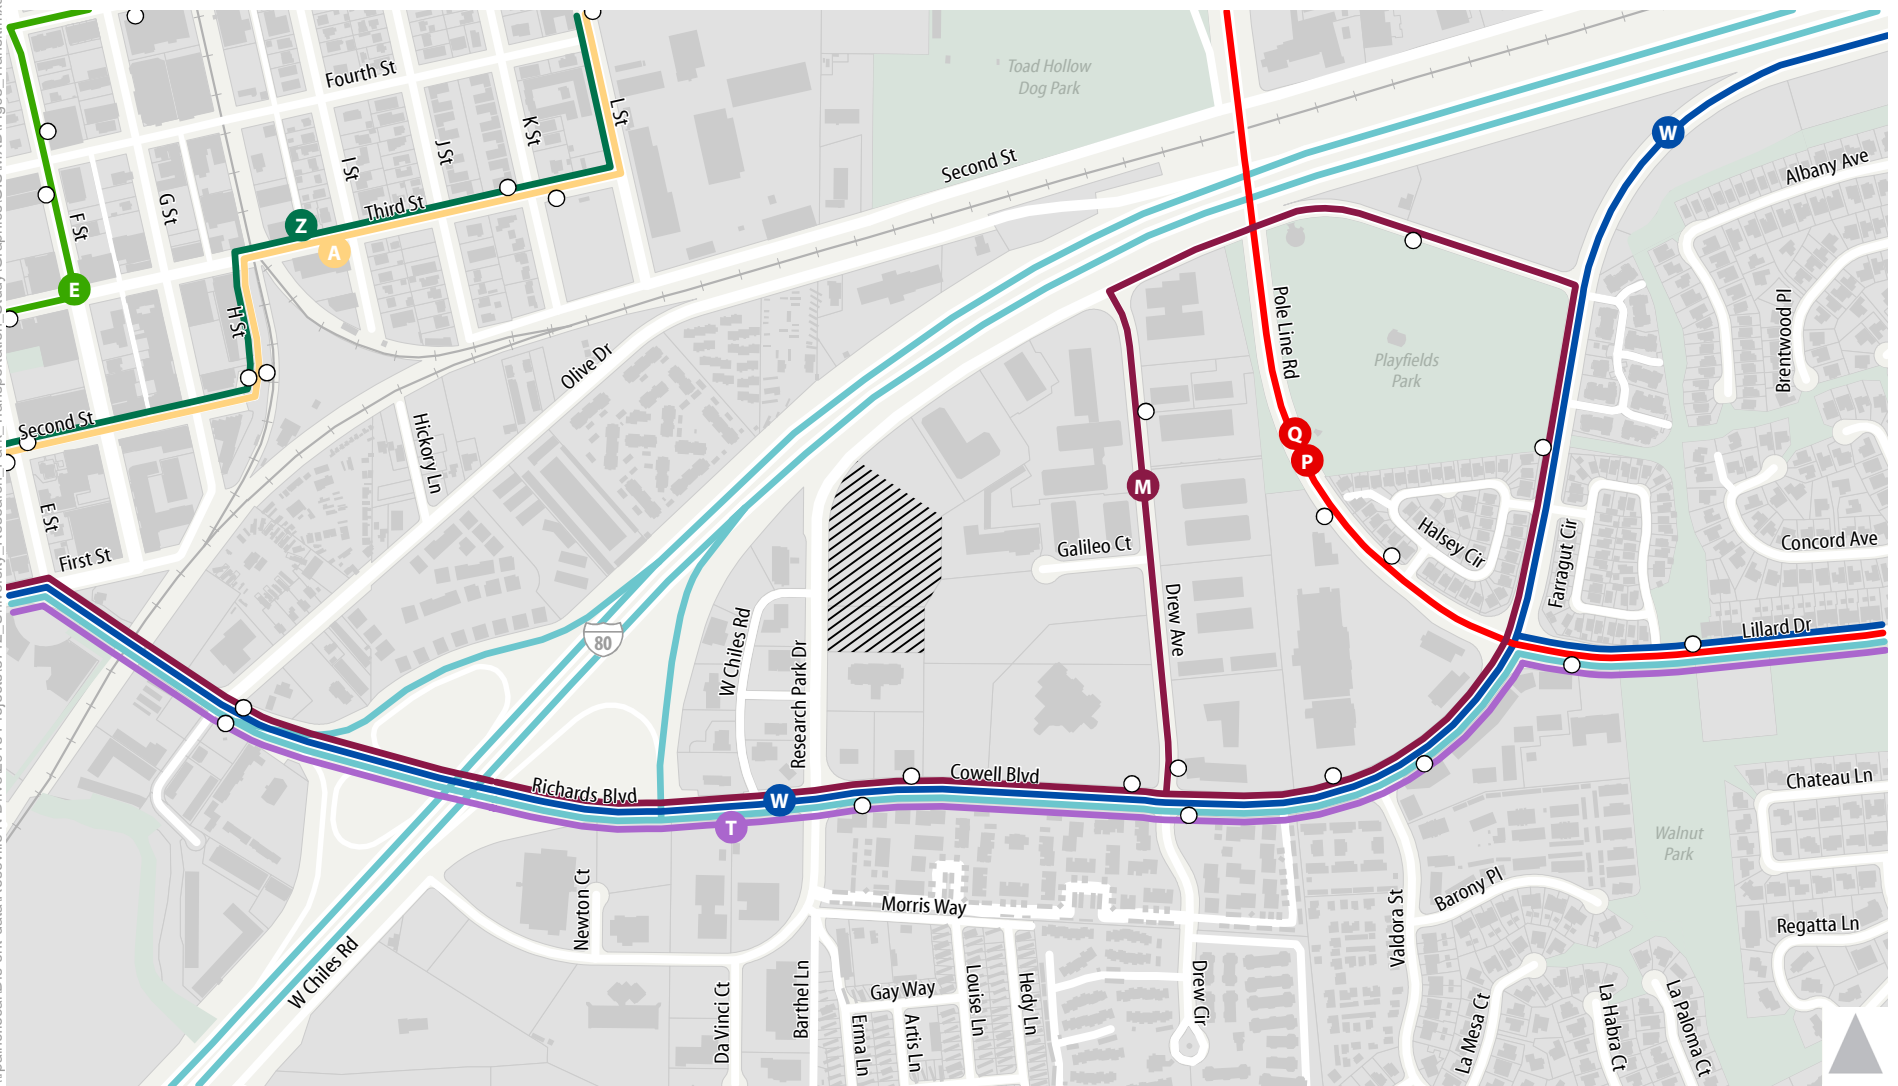 Fourth St
L St
K St
J St
I St
Toad Hollow
Dog Park
Second St
W
Albany Ave
G St
F St
Third St
Z
A
E
H St
Pole Line Rd
Brentwood Pl
Olive Dr
Playfields
Park
Second St
Hickory Ln
Q
P
M
E St
First St
Galileo Ct
Halsey Cir
Farragut Cir
Concord Ave
80
W Chiles Rd
Research Park Dr
Drew Ave
Lillard Dr
Richards Blvd
Cowell Blvd
W
T
Chateau Ln
Walnut
Park
Newton Ct
Morris Way
Valdora St
Barony Pl
Regatta Ln
W Chiles Rd
Da Vinci Ct
Barthel Ln
Gay Way
Erma Ln
Artis Ln
Louise Ln
Hedy Ln
Drew Cir
La Mesa Ct
La Habra Ct
La Paloma Ct